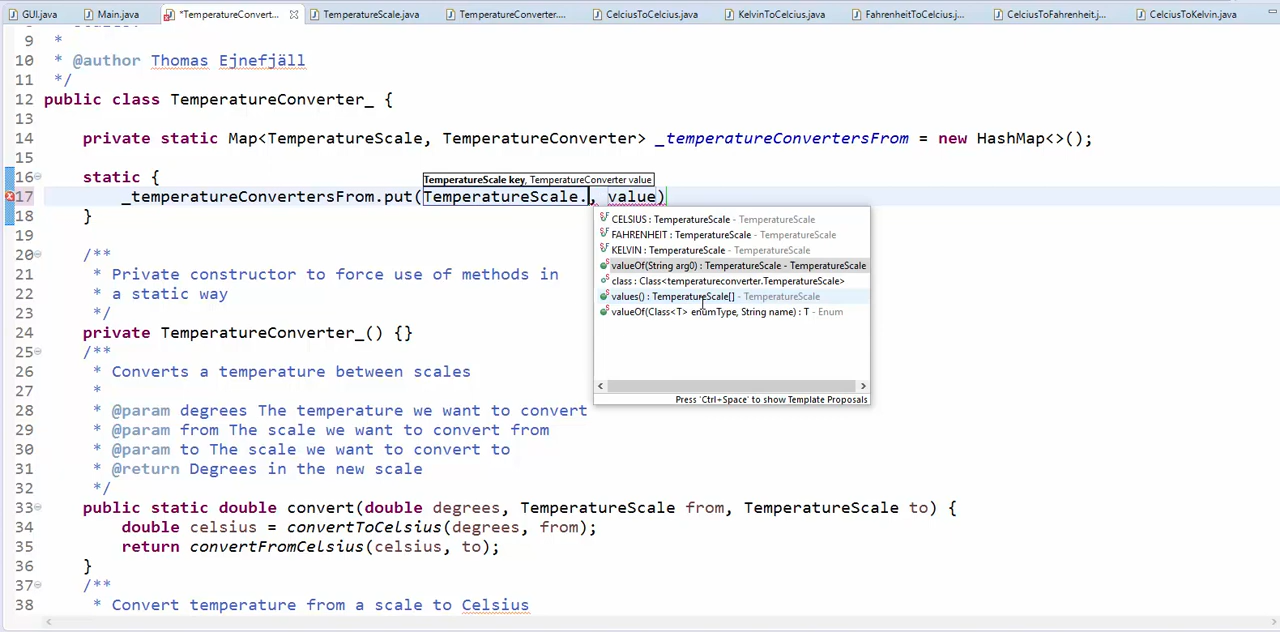 GUI.java Main.java *TemperatureConvert... TemperatureScale.java TemperatureConverter.... CelciusToCelcius.java KelvinToCelcius.java FahrenheitToCelcius.j... CelciusToFahrenheit.j... CelciusToKelvin.java
9 *
10 * @author Thomas Ejnefjäll
11 */
12 public class TemperatureConverter_ {
13
14 private static Map<TemperatureScale, TemperatureConverter> _temperatureConvertersFrom = new HashMap<>();
15
16 static {
TemperatureScale key, TemperatureConverter value
17 _temperatureConvertersFrom.put(TemperatureScale., value)
18 }
CELSIUS : TemperatureScale - TemperatureScale
FAHRENHEIT : TemperatureScale - TemperatureScale
KELVIN : TemperatureScale - TemperatureScale
valueOf(String arg0) : TemperatureScale - TemperatureScale
class : Class<temperatureconverter.TemperatureScale>
values() : TemperatureScale[] - TemperatureScale
valueOf(Class<T> enumType, String name) : T - Enum
Press 'Ctrl+Space' to show Template Proposals
19
20 /**
21 * Private constructor to force use of methods in
22 * a static way
23 */
24 private TemperatureConverter_() {}
25 /**
26 * Converts a temperature between scales
27 *
28 * @param degrees The temperature we want to convert
29 * @param from The scale we want to convert from
30 * @param to The scale we want to convert to
31 * @return Degrees in the new scale
32 */
33 public static double convert(double degrees, TemperatureScale from, TemperatureScale to) {
34 double celsius = convertToCelsius(degrees, from);
35 return convertFromCelsius(celsius, to);
36 }
37 /**
38 * Convert temperature from a scale to Celsius